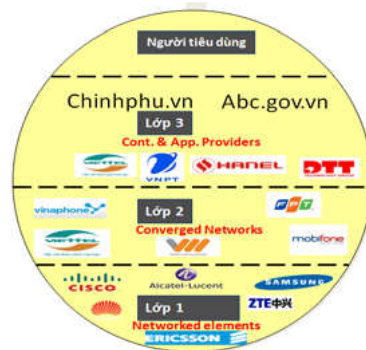 Người tiêu dùng
Chinhphu.vn Abc.gov.vn
Lớp 3
Cont. & App. Providers
VIETTEL VNPT HANEL DTT
Lớp 2
vinaphone FPT
Converged Networks
VIETTEL mobifone
CISCO Alcatel-Lucent SAMSUNG
Lớp 1 ZTE中兴
Networked elements
ERICSSON